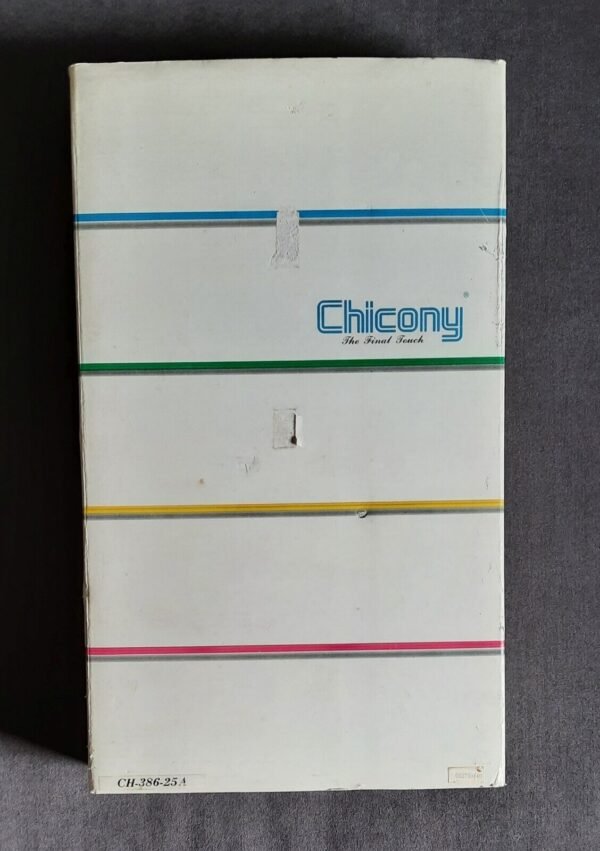 Chicony®
The Final Touch
CH-386-25A